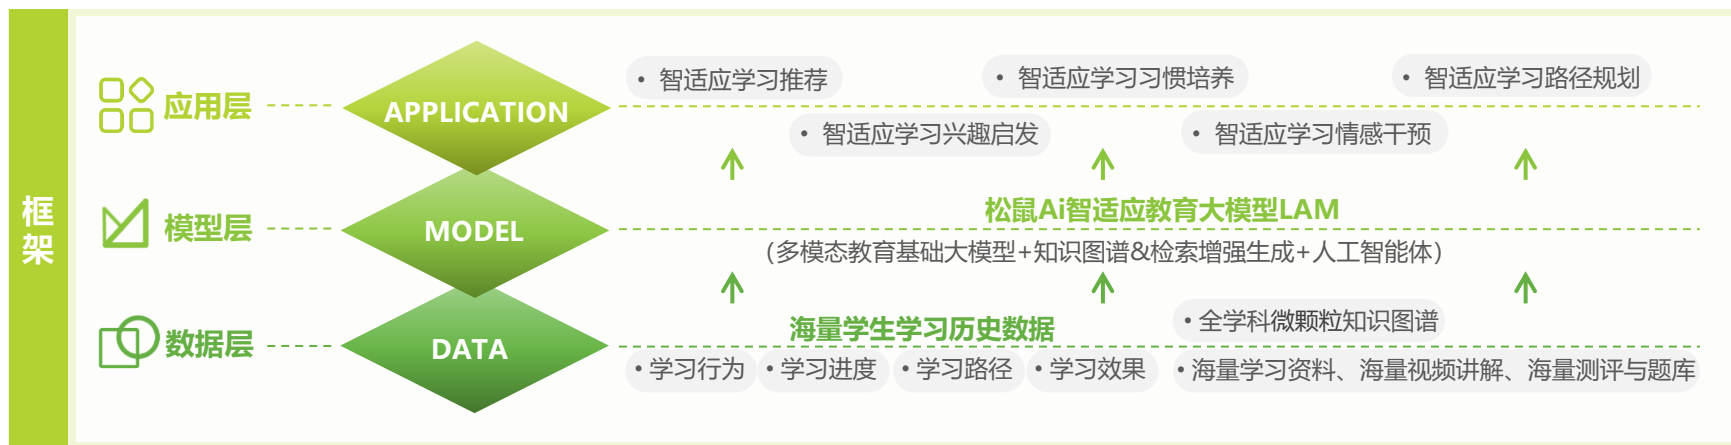 框架
应用层
APPLICATION
• 智适应学习推荐
• 智适应学习习惯培养
• 智适应学习路径规划
• 智适应学习兴趣启发
• 智适应学习情感干预
模型层
MODEL
松鼠Ai智适应教育大模型LAM
（多模态教育基础大模型+知识图谱&检索增强生成+人工智能体）
数据层
DATA
海量学生学习历史数据
• 学习行为
• 学习进度
• 学习路径
• 学习效果
• 全学科微颗粒知识图谱
• 海量学习资料、海量视频讲解、海量测评与题库